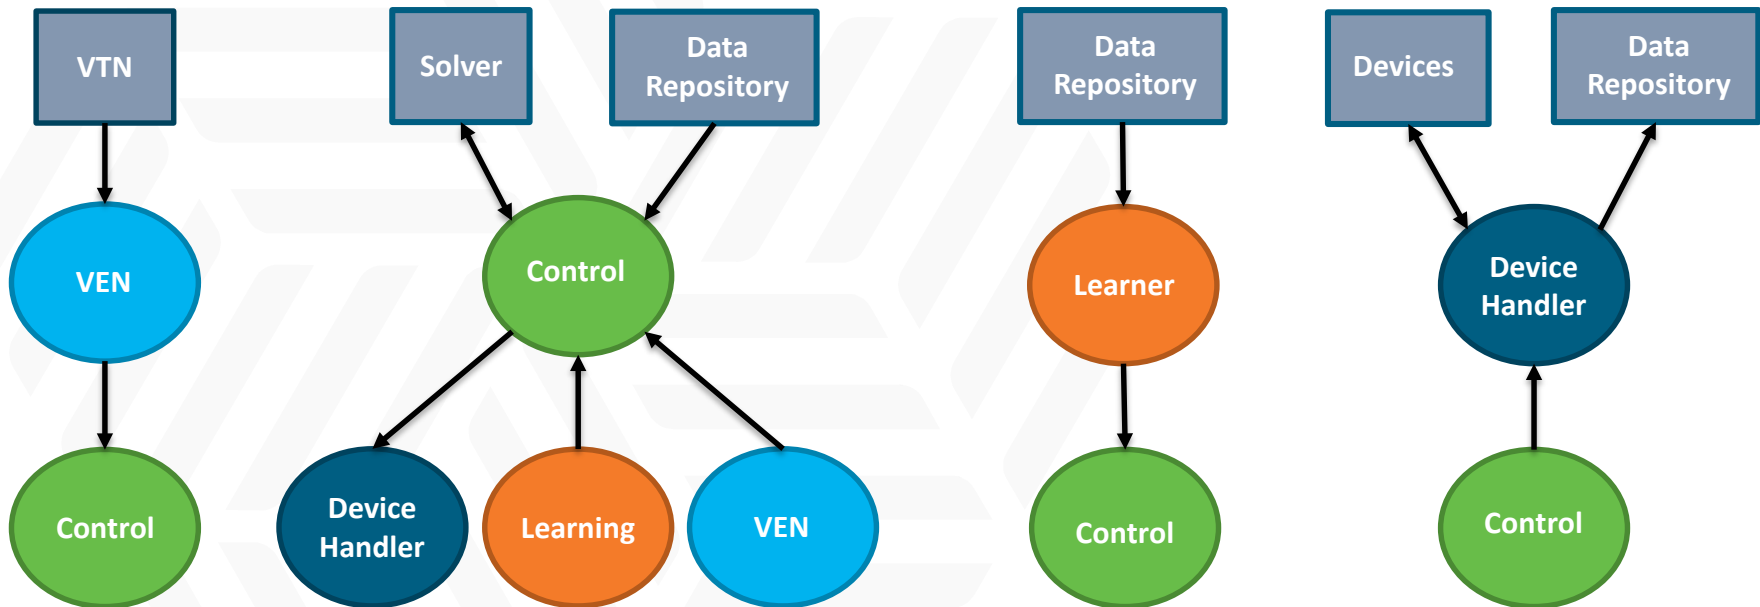 VTN
VEN
Control
Solver
Data
Repository
Control
Device
Handler
Learning
VEN
Data
Repository
Learner
Control
Devices
Data
Repository
Device
Handler
Control